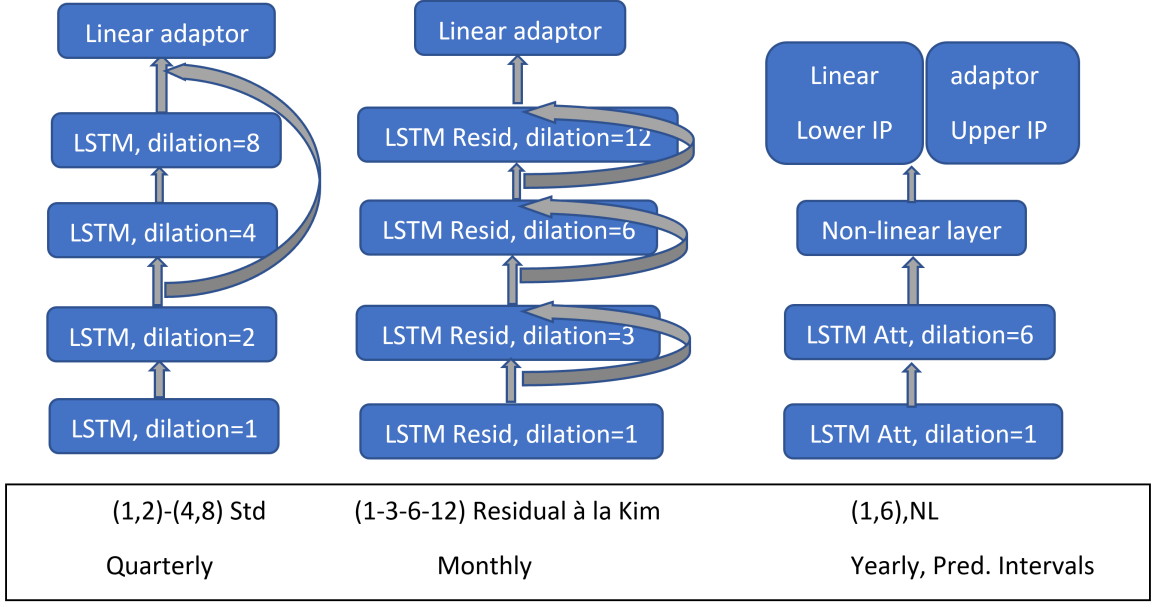 Linear adaptor
LSTM, dilation=8
LSTM, dilation=4
LSTM, dilation=2
LSTM, dilation=1
Linear adaptor
LSTM Resid, dilation=12
LSTM Resid, dilation=6
LSTM Resid, dilation=3
LSTM Resid, dilation=1
Linear adaptor
Lower IP Upper IP
Non-linear layer
LSTM Att, dilation=6
LSTM Att, dilation=1
(1,2)-(4,8) Std (1-3-6-12) Residual à la Kim (1,6),NL
Quarterly Monthly Yearly, Pred. Intervals